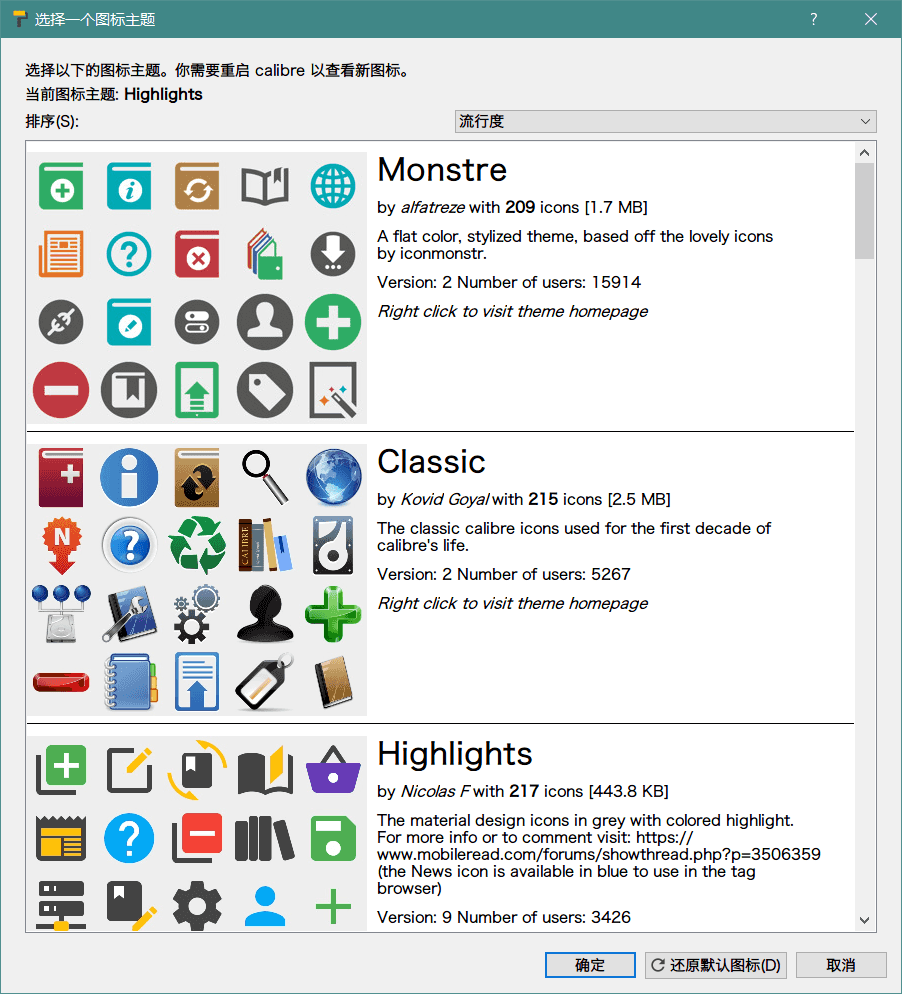 选择一个图标主题
选择以下的图标主题。你需要重启 calibre 以查看新图标。
当前图标主题: Highlights
排序(S):
流行度
Monstre
by alfatreze with 209 icons [1.7 MB]
A flat color, stylized theme, based off the lovely icons
by iconmonstr.
Version: 2 Number of users: 15914
Right click to visit theme homepage
N
CALIBRE
Classic
by Kovid Goyal with 215 icons [2.5 MB]
The classic calibre icons used for the first decade of
calibre's life.
Version: 2 Number of users: 5267
Right click to visit theme homepage
Highlights
by Nicolas F with 217 icons [443.8 KB]
The material design icons in grey with colored highlight.
For more info or to comment visit: https://
www.mobileread.com/forums/showthread.php?p=3506359
(the News icon is available in blue to use in the tag
browser)
Version: 9 Number of users: 3426
确定
还原默认图标(D)
取消